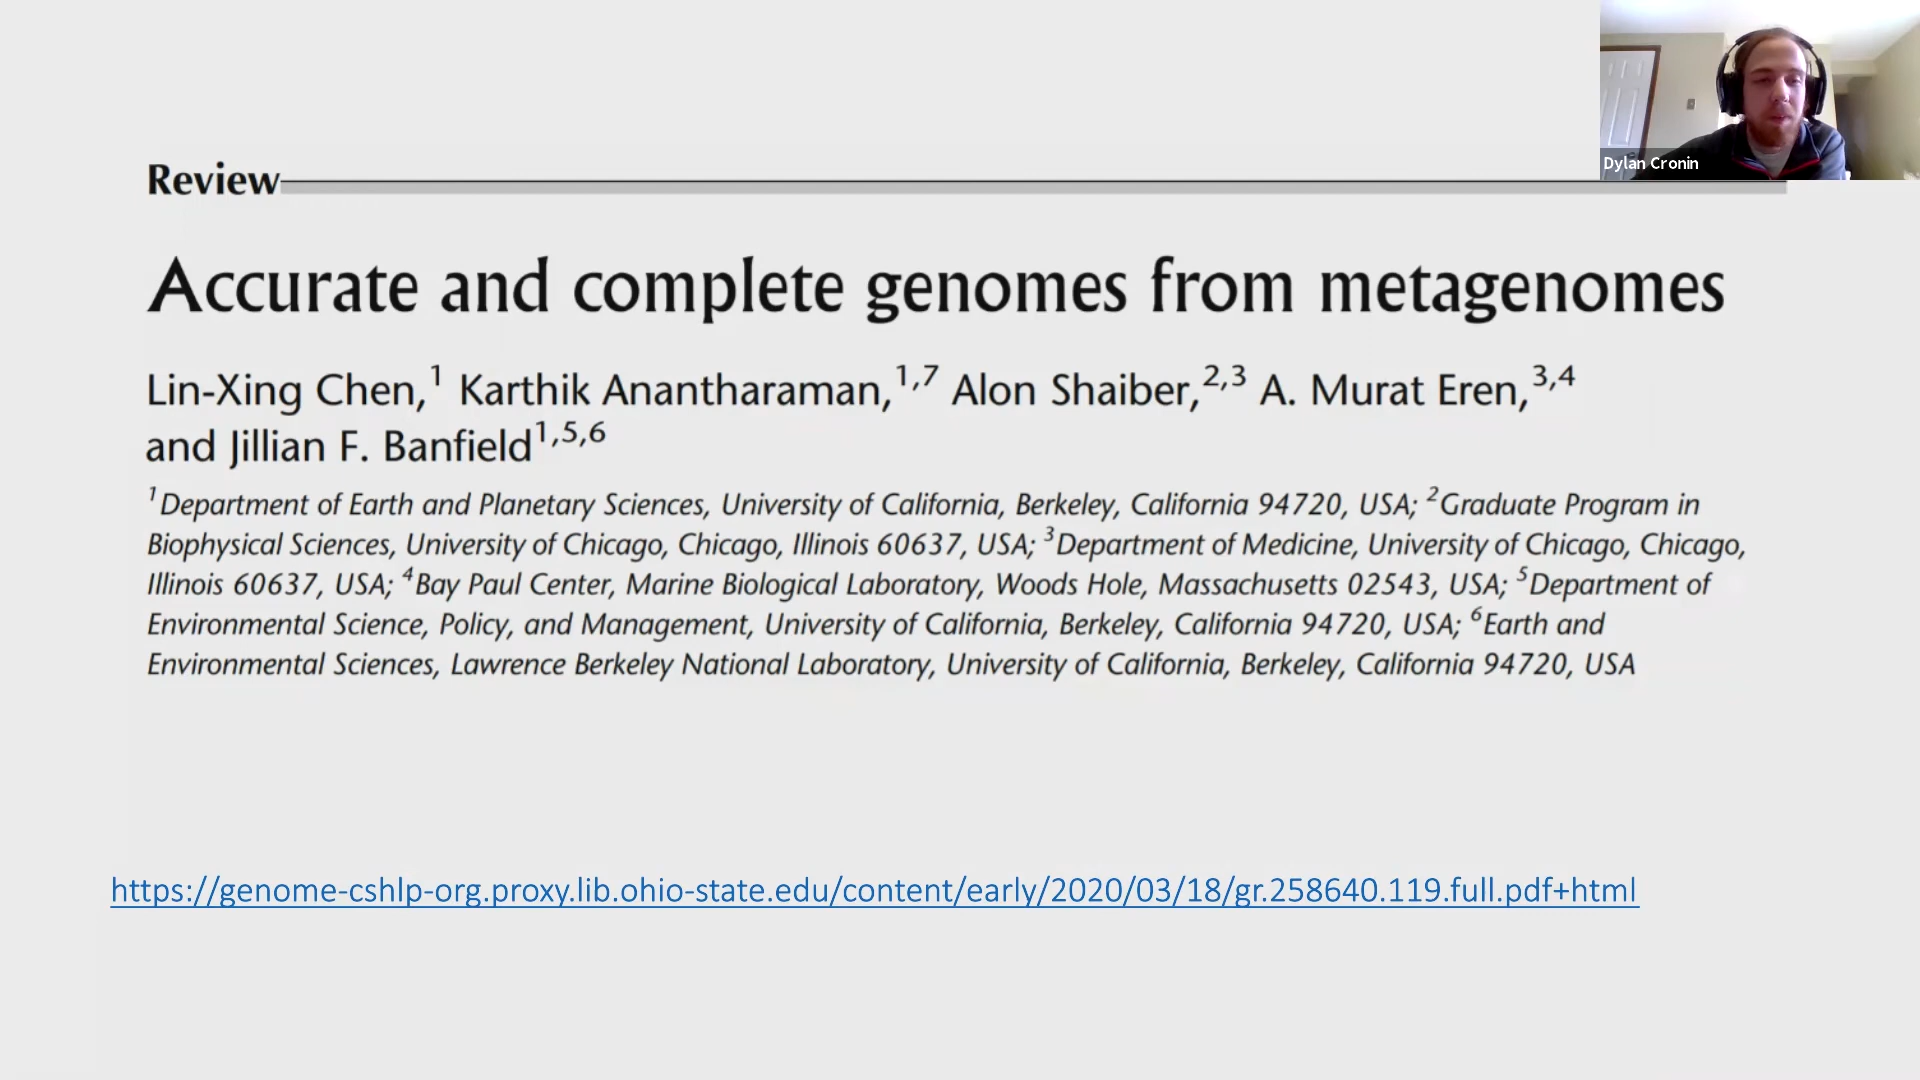 Dylan Cronin
Review
Accurate and complete genomes from metagenomes
Lin-Xing Chen,1 Karthik Anantharaman,1,7 Alon Shaiber,2,3 A. Murat Eren,3,4
and Jillian F. Banfield1,5,6
1Department of Earth and Planetary Sciences, University of California, Berkeley, California 94720, USA; 2Graduate Program in
Biophysical Sciences, University of Chicago, Chicago, Illinois 60637, USA; 3Department of Medicine, University of Chicago, Chicago,
Illinois 60637, USA; 4Bay Paul Center, Marine Biological Laboratory, Woods Hole, Massachusetts 02543, USA; 5Department of
Environmental Science, Policy, and Management, University of California, Berkeley, California 94720, USA; 6Earth and
Environmental Sciences, Lawrence Berkeley National Laboratory, University of California, Berkeley, California 94720, USA
https://genome-cshlp-org.proxy.lib.ohio-state.edu/content/early/2020/03/18/gr.258640.119.full.pdf+html